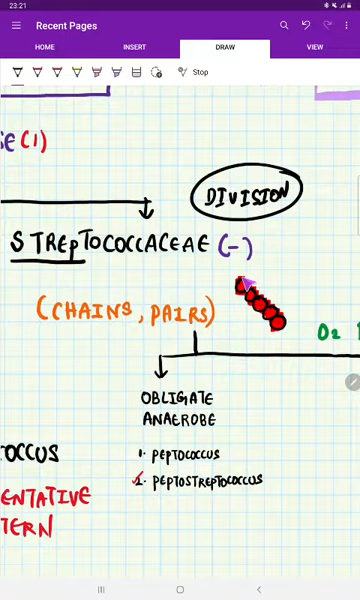 23:21
Recent Pages
HOME INSERT DRAW VIEW
Stop
SE (1)
DIVISION
STREPTOCOCCACEAE (-)
(CHAINS, PAIRS)
O2
OBLIGATE
ANAEROBE
1. PEPTOCOCCUS
2. PEPTOSTREPTOCOCCUS
TOCOCCUS
ENTATIVE
TERN